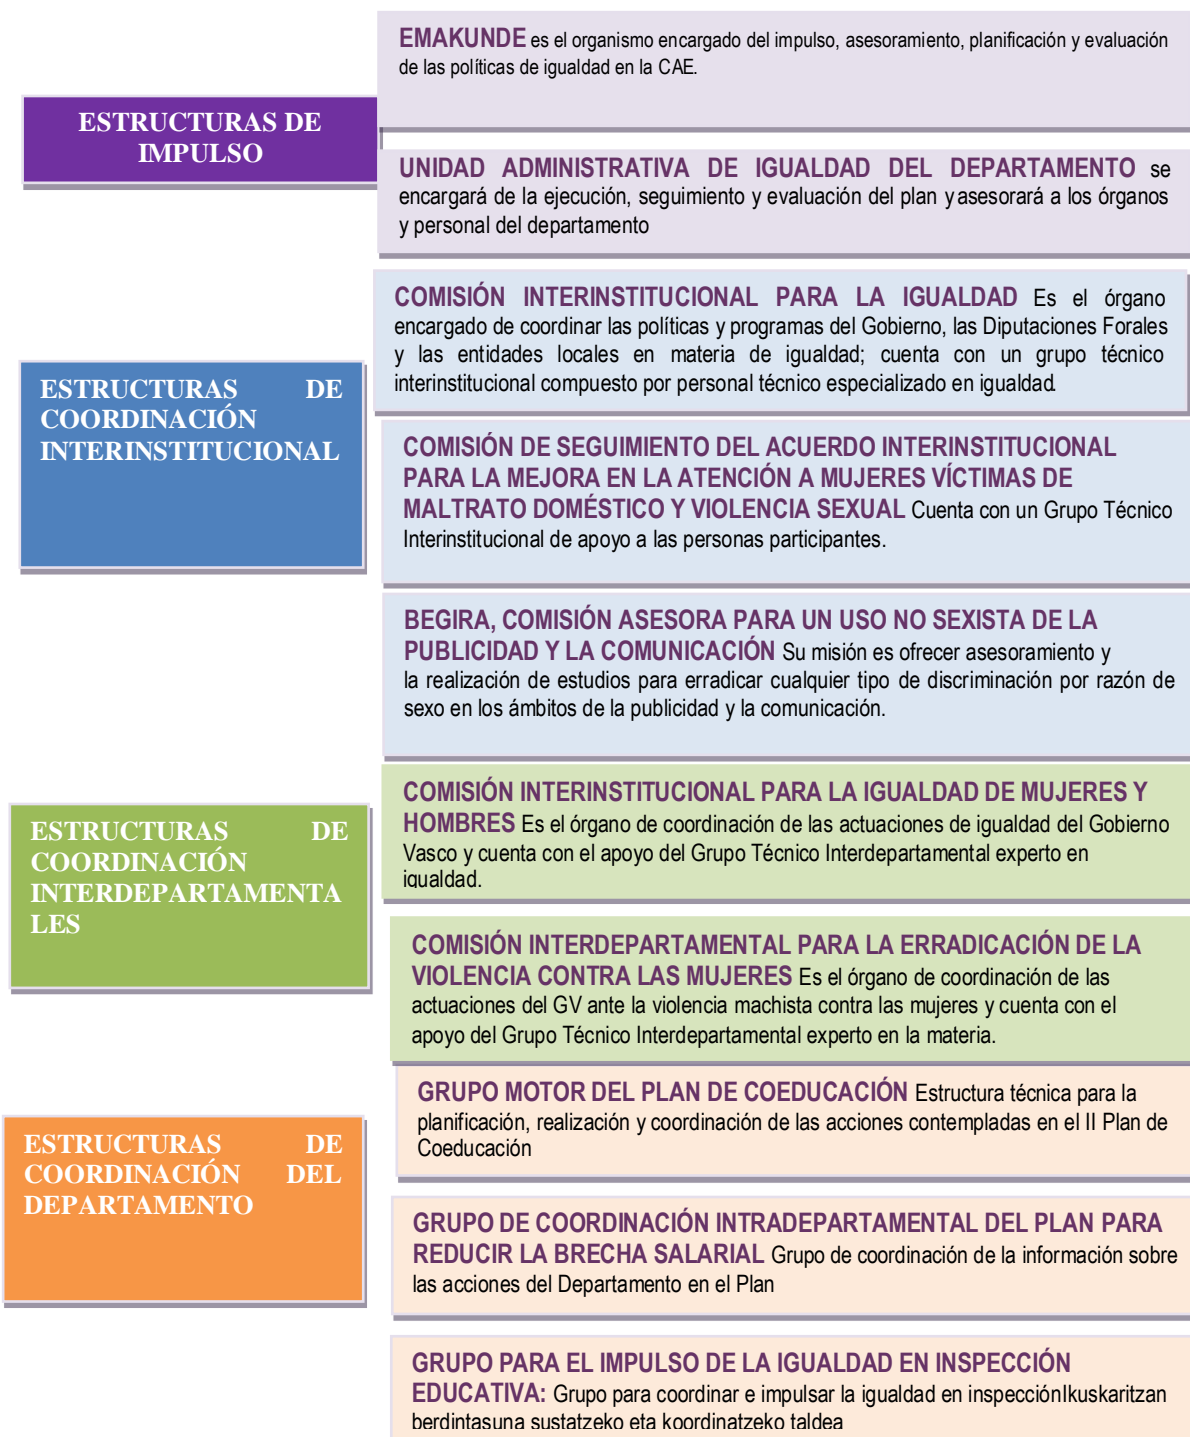 EMAKUNDE es el organismo encargado del impulso, asesoramiento, planificación y evaluación
de las políticas de igualdad en la CAE.
ESTRUCTURAS DE
IMPULSO
UNIDAD ADMINISTRATIVA DE IGUALDAD DEL DEPARTAMENTO se
encargará de la ejecución, seguimiento y evaluación del plan y asesorará a los órganos
y personal del departamento
COMISIÓN INTERINSTITUCIONAL PARA LA IGUALDAD Es el órgano
encargado de coordinar las políticas y programas del Gobierno, las Diputaciones Forales
y las entidades locales en materia de igualdad; cuenta con un grupo técnico
interinstitucional compuesto por personal técnico especializado en igualdad.
ESTRUCTURAS DE
COORDINACIÓN
INTERINSTITUCIONAL
COMISIÓN DE SEGUIMIENTO DEL ACUERDO INTERINSTITUCIONAL
PARA LA MEJORA EN LA ATENCIÓN A MUJERES VÍCTIMAS DE
MALTRATO DOMÉSTICO Y VIOLENCIA SEXUAL Cuenta con un Grupo Técnico
Interinstitucional de apoyo a las personas participantes.
BEGIRA, COMISIÓN ASESORA PARA UN USO NO SEXISTA DE LA
PUBLICIDAD Y LA COMUNICACIÓN Su misión es ofrecer asesoramiento y
la realización de estudios para erradicar cualquier tipo de discriminación por razón de
sexo en los ámbitos de la publicidad y la comunicación.
COMISIÓN INTERINSTITUCIONAL PARA LA IGUALDAD DE MUJERES Y
HOMBRES Es el órgano de coordinación de las actuaciones de igualdad del Gobierno
Vasco y cuenta con el apoyo del Grupo Técnico Interdepartamental experto en
igualdad.
ESTRUCTURAS DE
COORDINACIÓN
INTERDEPARTAMENTA
LES
COMISIÓN INTERDEPARTAMENTAL PARA LA ERRADICACIÓN DE LA
VIOLENCIA CONTRA LAS MUJERES Es el órgano de coordinación de las
actuaciones del GV ante la violencia machista contra las mujeres y cuenta con el
apoyo del Grupo Técnico Interdepartamental experto en la materia.
GRUPO MOTOR DEL PLAN DE COEDUCACIÓN Estructura técnica para la
planificación, realización y coordinación de las acciones contempladas en el II Plan de
Coeducación
ESTRUCTURAS DE
COORDINACIÓN DEL
DEPARTAMENTO
GRUPO DE COORDINACIÓN INTRADEPARTAMENTAL DEL PLAN PARA
REDUCIR LA BRECHA SALARIAL Grupo de coordinación de la información sobre
las acciones del Departamento en el Plan
GRUPO PARA EL IMPULSO DE LA IGUALDAD EN INSPECCIÓN
EDUCATIVA: Grupo para coordinar e impulsar la igualdad en inspecciónIkuskaritzan
berdintasuna sustatzeko eta koordinatzeko taldea